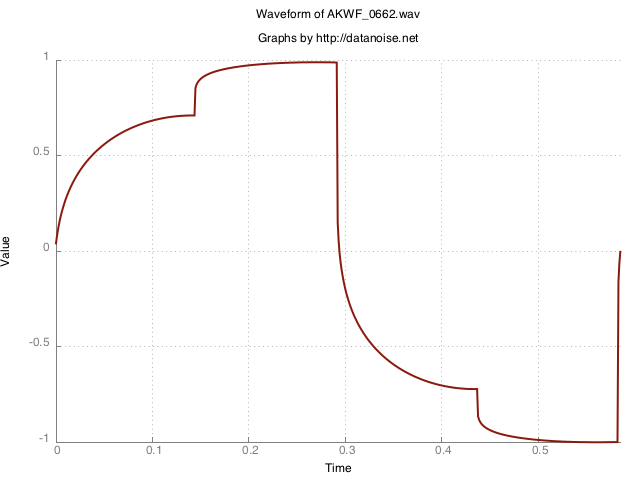 Waveform of AKWF_0662.wav
Graphs by http://datanoise.net
1
0.5
0
-0.5
-1
Value
0 0.1 0.2 0.3 0.4 0.5
Time